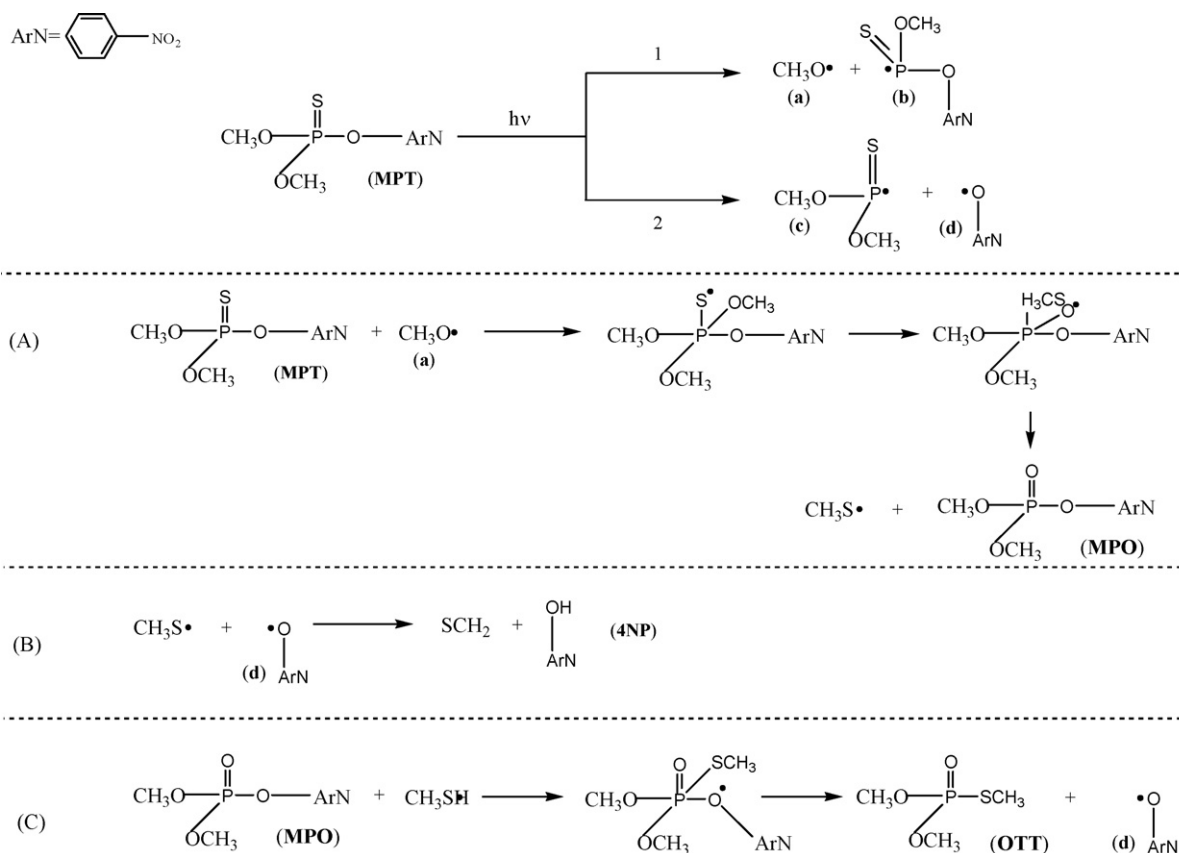 ArN= NO2
1
S
OCH3
CH3O• + •P—O
(a) (b)
ArN
S
hν
CH3O—P—O—ArN
OCH3 (MPT)
S
CH3O—P• + •O
(c) OCH3 (d) ArN
2
(A)
S
CH3O—P—O—ArN + CH3O•
OCH3 (MPT) (a)
S• OCH3
CH3O—P—O—ArN
OCH3
H3CS O•
CH3O—P—O—ArN
OCH3
O
CH3S• + CH3O—P—O—ArN
OCH3 (MPO)
(B)
CH3S• + •O SCH2 + OH (4NP)
(d) ArN ArN
(C)
O
CH3O—P—O—ArN + CH3SH
OCH3 (MPO)
O SCH3
CH3O—P—O•
OCH3 ArN
O
CH3O—P—SCH3 + •O
OCH3 (OTT) (d) ArN